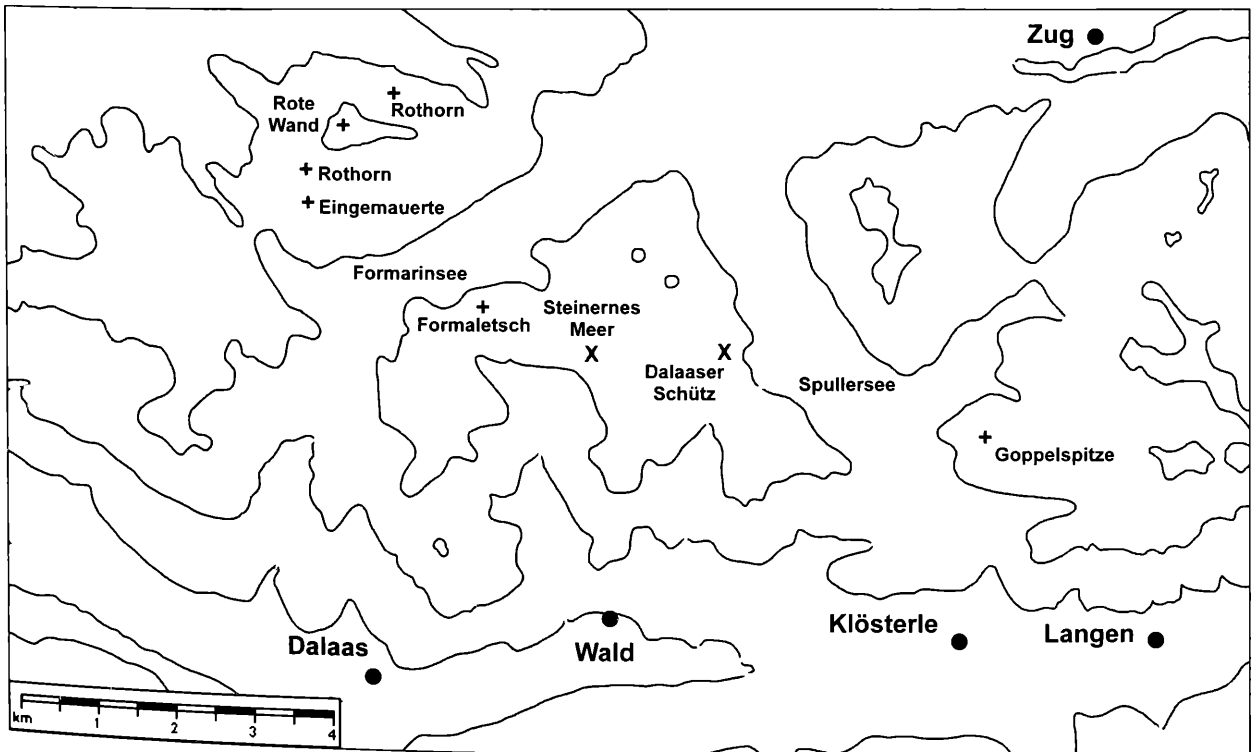 Zug
Rothorn
Rote
Wand
Rothorn
Eingemauerte
Formarinsee
Steinernes
Meer
X
Formaletsch
X
Dalaaser
Schütz
Spullersee
Goppelspitze
Klösterle
Langen
Dalaas
Wald
km 1 2 3 4